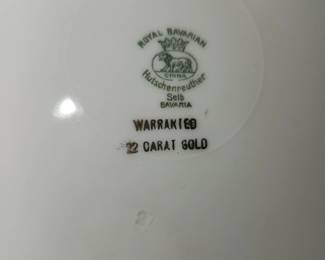 ROYAL BAVARIAN
CHINA
Hutschenreuther
Selb
BAVARIA
WARRANTED
22 CARAT GOLD